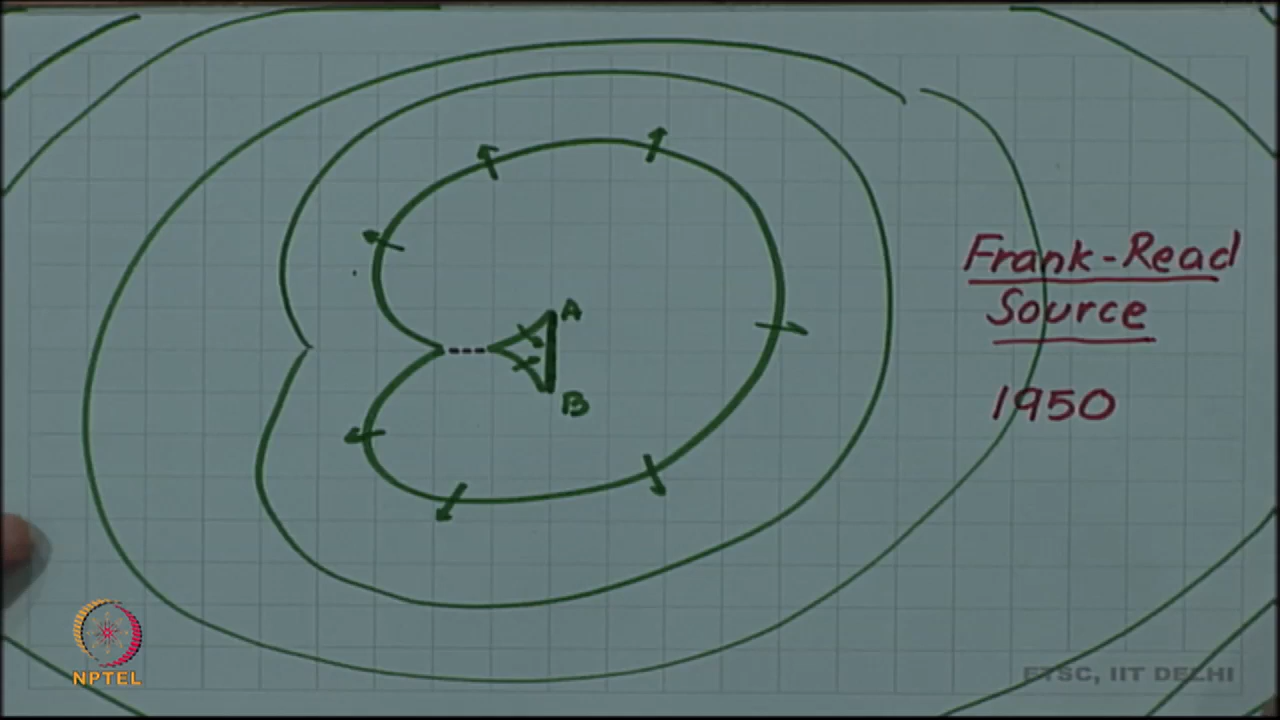 Frank-Read
Source
1950
A
B
NPTEL
ETSC, IIT DELHI